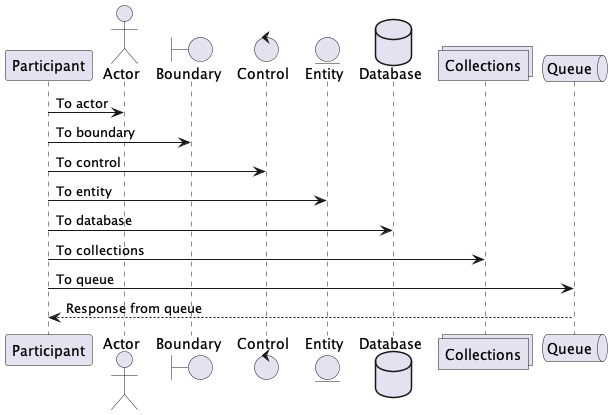 Participant Actor Boundary Control Entity Database Collections Queue
To actor
To boundary
To control
To entity
To database
To collections
To queue
Response from queue
Participant Actor Boundary Control Entity Database Collections Queue